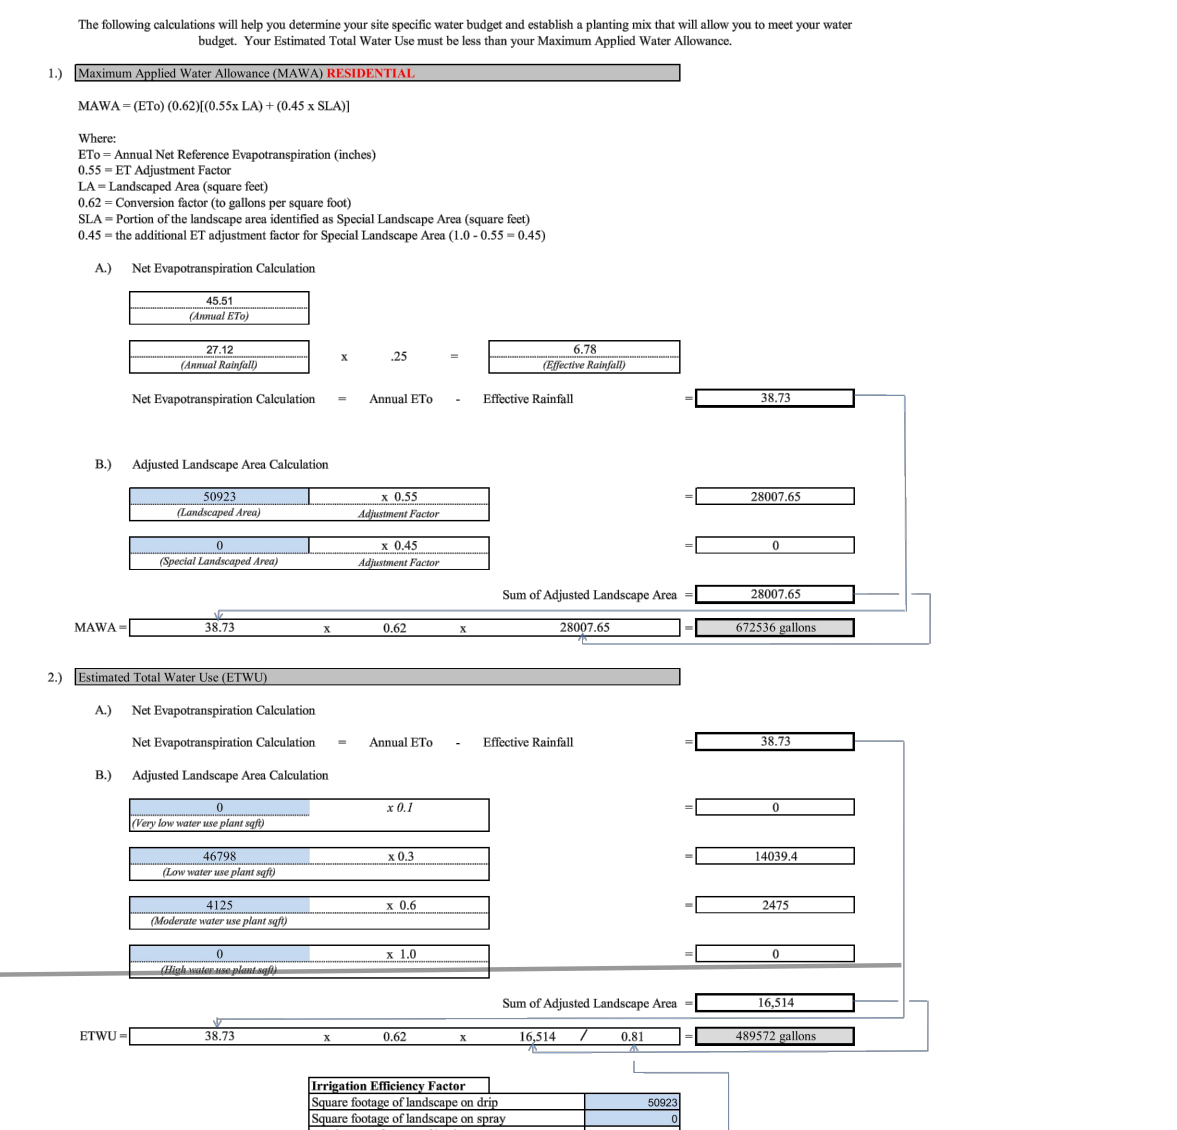 The following calculations will help you determine your site specific water budget and establish a planting mix that will allow you to meet your water
budget. Your Estimated Total Water Use must be less than your Maximum Applied Water Allowance.
1.) Maximum Applied Water Allowance (MAWA) RESIDENTIAL
MAWA = (ETo) (0.62)[(0.55x LA) + (0.45 x SLA)]
Where:
ETo = Annual Net Reference Evapotranspiration (inches)
0.55 = ET Adjustment Factor
LA = Landscaped Area (square feet)
0.62 = Conversion factor (to gallons per square foot)
SLA = Portion of the landscape area identified as Special Landscape Area (square feet)
0.45 = the additional ET adjustment factor for Special Landscape Area (1.0 - 0.55 = 0.45)
A.) Net Evapotranspiration Calculation
45.51
(Annual ETo)
27.12 x .25 = 6.78
(Annual Rainfall) (Effective Rainfall)
Net Evapotranspiration Calculation = Annual ETo - Effective Rainfall = 38.73
B.) Adjusted Landscape Area Calculation
50923 x 0.55 = 28007.65
(Landscaped Area) Adjustment Factor
0 x 0.45 = 0
(Special Landscaped Area) Adjustment Factor
Sum of Adjusted Landscape Area = 28007.65
MAWA = 38.73 x 0.62 x 28007.65 = 672536 gallons
2.) Estimated Total Water Use (ETWU)
A.) Net Evapotranspiration Calculation
Net Evapotranspiration Calculation = Annual ETo - Effective Rainfall = 38.73
B.) Adjusted Landscape Area Calculation
0 x 0.1 = 0
(Very low water use plant sqft)
46798 x 0.3 = 14039.4
(Low water use plant sqft)
4125 x 0.6 = 2475
(Moderate water use plant sqft)
0 x 1.0 = 0
(High water use plant sqft)
Sum of Adjusted Landscape Area = 16,514
ETWU = 38.73 x 0.62 x 16,514 / 0.81 = 489572 gallons
Irrigation Efficiency Factor
Square footage of landscape on drip 50923
Square footage of landscape on spray 0